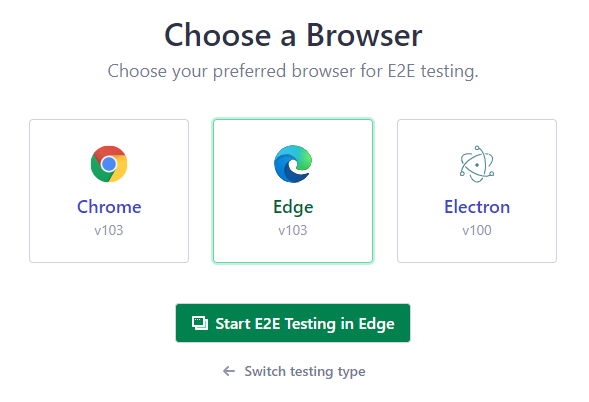 Choose a Browser
Choose your preferred browser for E2E testing.
Chrome
v103
Edge
v103
Electron
v100
Start E2E Testing in Edge
Switch testing type